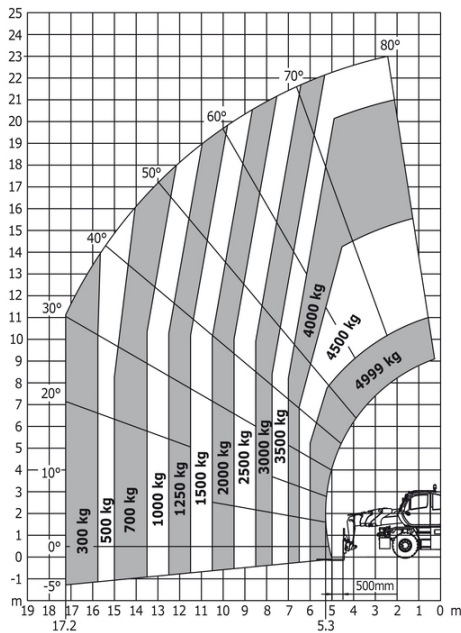 25
24
23
22
21
20
19
18
17
16
15
14
13
12
11
10
9
8
7
6
5
4
3
2
1
0
-1
m
80°
70°
60°
50°
40°
30°
20°
10°
0°
-5°
300 kg
500 kg
700 kg
1000 kg
1250 kg
1500 kg
2000 kg
2500 kg
3000 kg
3500 kg
4000 kg
4500 kg
4999 kg
500mm
19 18 17 16 15 14 13 12 11 10 9 8 7 6 5 4 3 2 1 0 m
17.2 5.3